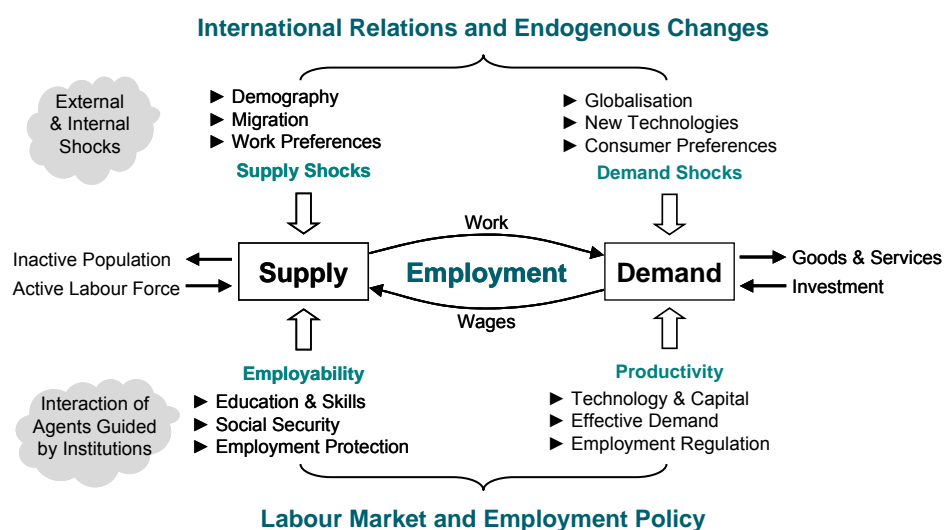 International Relations and Endogenous Changes
External
& Internal
Shocks
► Demography
► Migration
► Work Preferences
Supply Shocks
► Globalisation
► New Technologies
► Consumer Preferences
Demand Shocks
Work
Inactive Population
Active Labour Force
Supply
Employment
Demand
Goods & Services
Investment
Wages
Interaction of
Agents Guided
by Institutions
Employability
► Education & Skills
► Social Security
► Employment Protection
Productivity
► Technology & Capital
► Effective Demand
► Employment Regulation
Labour Market and Employment Policy